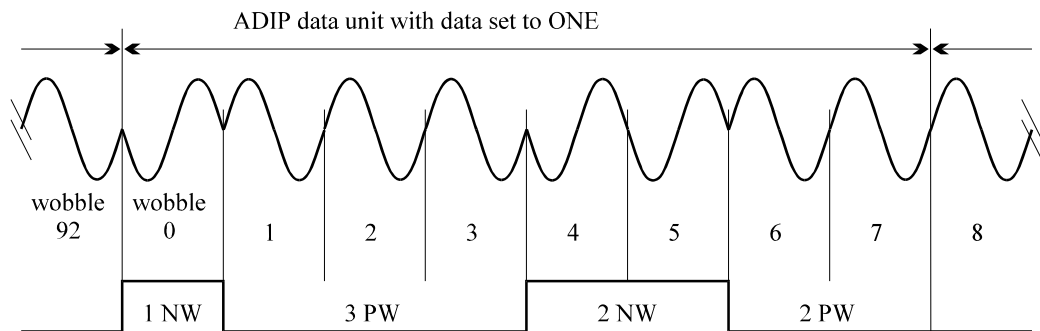 ADIP data unit with data set to ONE
wobble 92
wobble 0
1 2 3 4 5 6 7 8
1 NW 3 PW 2 NW 2 PW